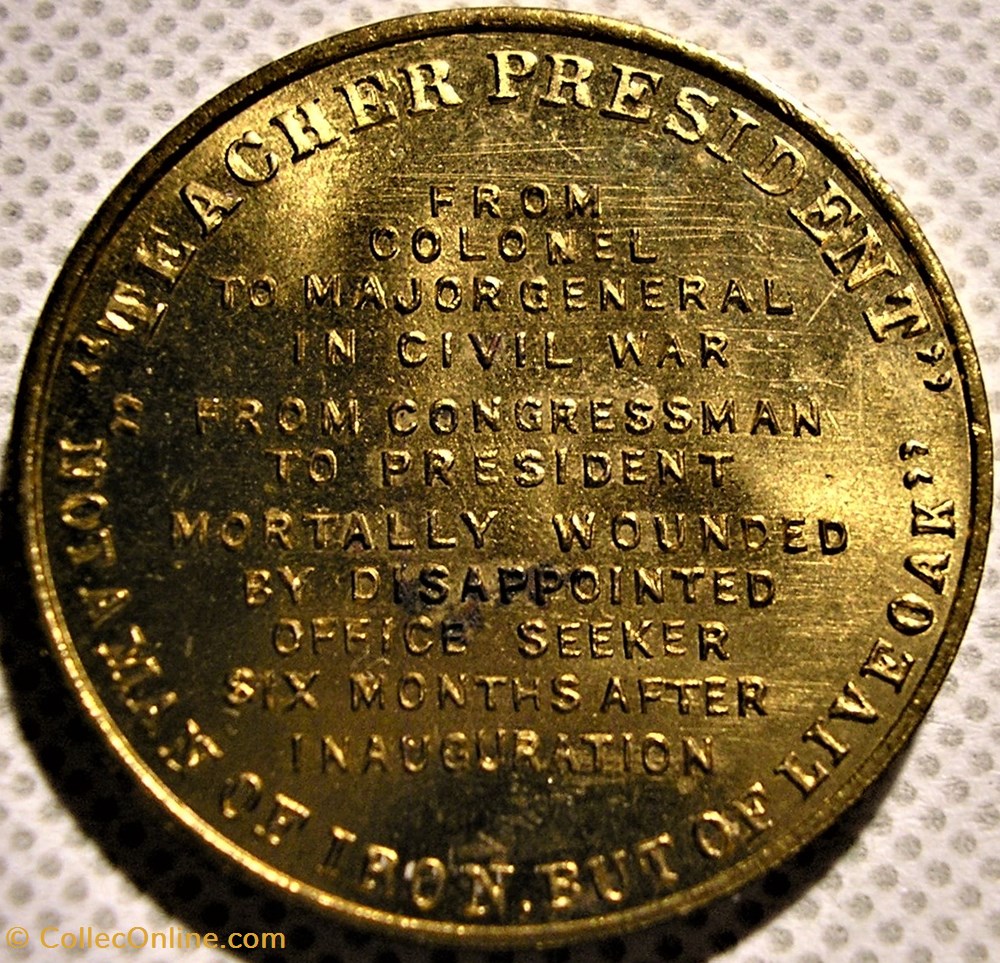 "TEACHER PRESIDENT"
FROM
COLONEL
TO MAJOR GENERAL
IN CIVIL WAR
FROM CONGRESSMAN
TO PRESIDENT
MORTALLY WOUNDED
BY DISAPPOINTED
OFFICE SEEKER
SIX MONTHS AFTER
INAUGURATION
"NOT A MAN OF IRON, BUT OF LIVE OAK"
© CollecOnline.com